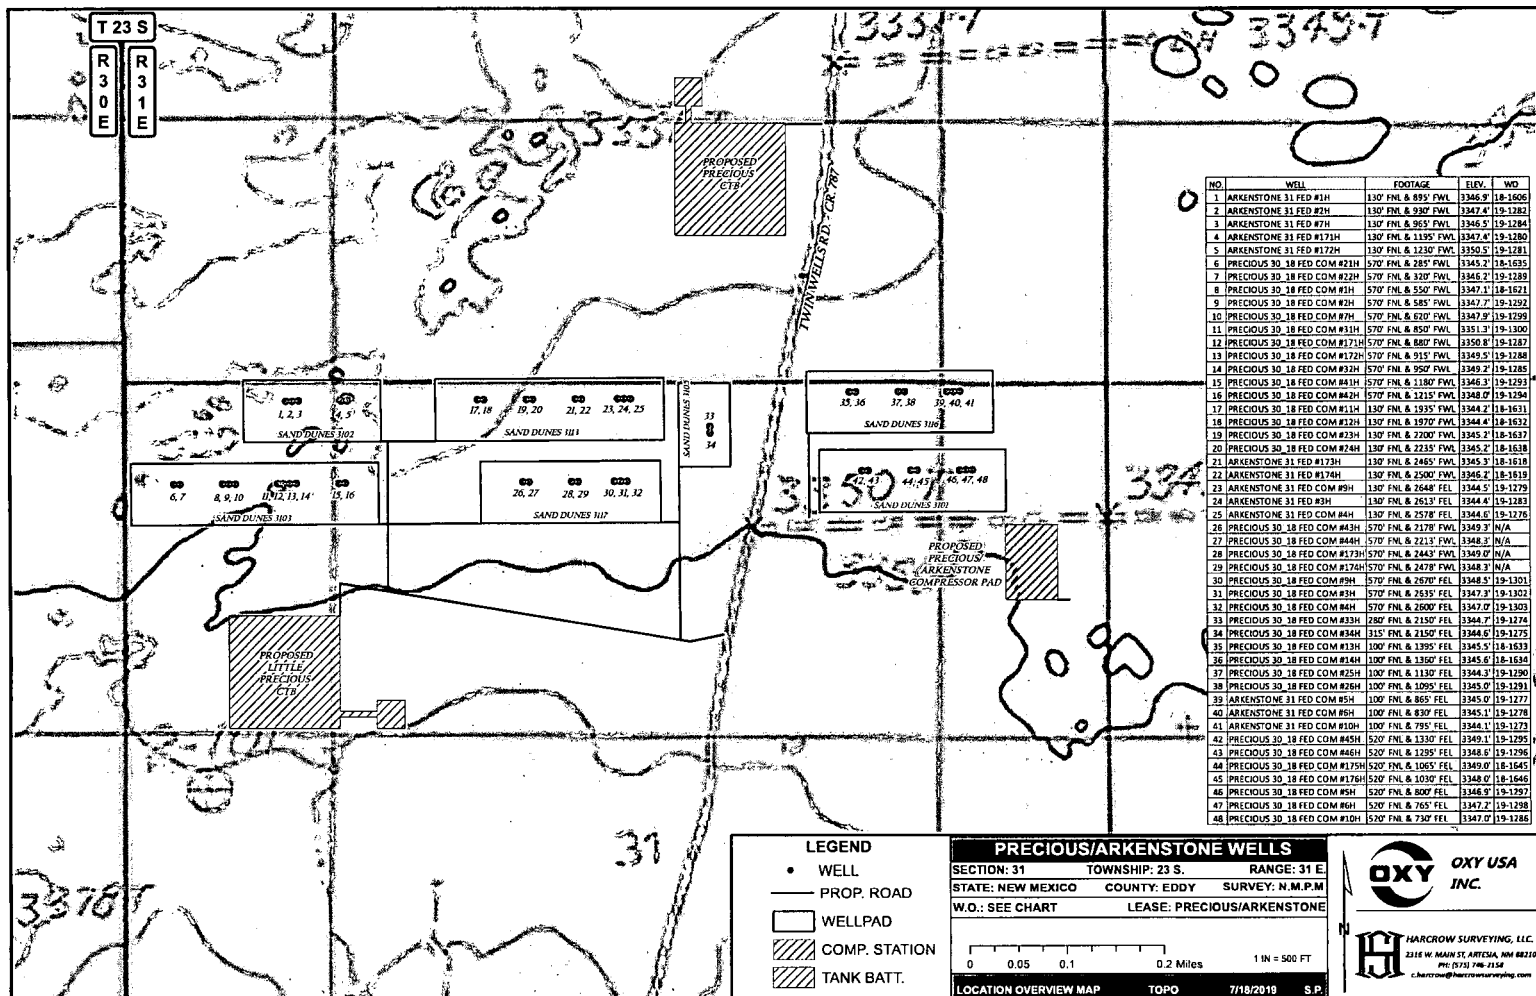 T 23 S
R30E
R31E
PROPOSED
PRECIOUS
CTB
TWIN WELLS RD - CR. 787
1, 2, 3
4, 5
SAND DUNES 3102
17, 18
19, 20
21, 22
23, 24, 25
SAND DUNES 3113
33
34
35, 36
37, 38
39, 40, 41
SAND DUNES 3116
6, 7
8, 9, 10
11, 12, 13, 14
15, 16
SAND DUNES 3103
26, 27
28, 29
30, 31, 32
SAND DUNES 3117
42, 43
44, 45
46, 47, 48
SAND DUNES 3101
PROPOSED
PRECIOUS
ARKENSTONE
COMPRESSOR PAD
PROPOSED
LITTLE
PRECIOUS
CTB
31
3378T
NO. WELL FOOTAGE ELEV. WO
1 ARKENSTONE 31 FED #1H 130' FNL & 895' FWL 3346.9' 18-1606
2 ARKENSTONE 31 FED #2H 130' FNL & 930' FWL 3347.4' 19-1282
3 ARKENSTONE 31 FED #7H 130' FNL & 965' FWL 3346.5' 19-1284
4 ARKENSTONE 31 FED #171H 130' FNL & 1195' FWL 3347.4' 19-1280
5 ARKENSTONE 31 FED #172H 130' FNL & 1230' FWL 3350.5' 19-1281
6 PRECIOUS 30_18 FED COM #21H 570' FNL & 285' FWL 3345.2' 18-1635
7 PRECIOUS 30_18 FED COM #22H 570' FNL & 320' FWL 3346.2' 19-1289
8 PRECIOUS 30_18 FED COM #1H 570' FNL & 550' FWL 3347.1' 18-1621
9 PRECIOUS 30_18 FED COM #2H 570' FNL & 585' FWL 3347.7' 19-1292
10 PRECIOUS 30_18 FED COM #7H 570' FNL & 620' FWL 3347.9' 19-1299
11 PRECIOUS 30_18 FED COM #31H 570' FNL & 850' FWL 3351.3' 19-1300
12 PRECIOUS 30_18 FED COM #171H 570' FNL & 880' FWL 3350.8' 19-1287
13 PRECIOUS 30_18 FED COM #172H 570' FNL & 915' FWL 3349.5' 19-1288
14 PRECIOUS 30_18 FED COM #32H 570' FNL & 950' FWL 3349.2' 19-1285
15 PRECIOUS 30_18 FED COM #41H 570' FNL & 1180' FWL 3346.3' 19-1293
16 PRECIOUS 30_18 FED COM #42H 570' FNL & 1215' FWL 3348.0' 19-1294
17 PRECIOUS 30_18 FED COM #11H 130' FNL & 1935' FWL 3344.2' 18-1631
18 PRECIOUS 30_18 FED COM #12H 130' FNL & 1970' FWL 3344.4' 18-1632
19 PRECIOUS 30_18 FED COM #23H 130' FNL & 2200' FWL 3345.2' 18-1637
20 PRECIOUS 30_18 FED COM #24H 130' FNL & 2235' FWL 3345.2' 18-1638
21 ARKENSTONE 31 FED #173H 130' FNL & 2465' FWL 3345.3' 18-1618
22 ARKENSTONE 31 FED #174H 130' FNL & 2500' FWL 3346.2' 18-1619
23 ARKENSTONE 31 FED COM #9H 130' FNL & 2648' FEL 3344.5' 19-1279
24 ARKENSTONE 31 FED #3H 130' FNL & 2613' FEL 3344.4' 19-1283
25 ARKENSTONE 31 FED COM #4H 130' FNL & 2578' FEL 3344.6' 19-1276
26 PRECIOUS 30_18 FED COM #43H 570' FNL & 2178' FWL 3349.3' N/A
27 PRECIOUS 30_18 FED COM #44H 570' FNL & 2213' FWL 3348.3' N/A
28 PRECIOUS 30_18 FED COM #173H 570' FNL & 2443' FWL 3349.0' N/A
29 PRECIOUS 30_18 FED COM #174H 570' FNL & 2478' FWL 3348.3' N/A
30 PRECIOUS 30_18 FED COM #9H 570' FNL & 2670' FEL 3348.5' 19-1301
31 PRECIOUS 30_18 FED COM #3H 570' FNL & 2635' FEL 3347.3' 19-1302
32 PRECIOUS 30_18 FED COM #4H 570' FNL & 2600' FEL 3347.0' 19-1303
33 PRECIOUS 30_18 FED COM #33H 280' FNL & 2150' FEL 3344.7' 19-1274
34 PRECIOUS 30_18 FED COM #34H 315' FNL & 2150' FEL 3344.6' 19-1275
35 PRECIOUS 30_18 FED COM #13H 100' FNL & 1395' FEL 3345.5' 18-1633
36 PRECIOUS 30_18 FED COM #14H 100' FNL & 1360' FEL 3345.6' 18-1634
37 PRECIOUS 30_18 FED COM #25H 100' FNL & 1130' FEL 3344.3' 19-1290
38 PRECIOUS 30_18 FED COM #26H 100' FNL & 1095' FEL 3345.0' 19-1291
39 ARKENSTONE 31 FED COM #5H 100' FNL & 865' FEL 3345.0' 19-1277
40 ARKENSTONE 31 FED COM #6H 100' FNL & 830' FEL 3345.1' 19-1278
41 ARKENSTONE 31 FED COM #10H 100' FNL & 795' FEL 3344.1' 19-1273
42 PRECIOUS 30_18 FED COM #45H 520' FNL & 1330' FEL 3349.1' 19-1295
43 PRECIOUS 30_18 FED COM #46H 520' FNL & 1295' FEL 3348.6' 19-1296
44 PRECIOUS 30_18 FED COM #175H 520' FNL & 1065' FEL 3349.0' 18-1645
45 PRECIOUS 30_18 FED COM #176H 520' FNL & 1030' FEL 3348.0' 18-1646
46 PRECIOUS 30_18 FED COM #5H 520' FNL & 800' FEL 3346.9' 19-1297
47 PRECIOUS 30_18 FED COM #6H 520' FNL & 765' FEL 3347.2' 19-1298
48 PRECIOUS 30_18 FED COM #10H 520' FNL & 730' FEL 3347.0' 19-1286
LEGEND
WELL
PROP. ROAD
WELLPAD
COMP. STATION
TANK BATT.
PRECIOUS/ARKENSTONE WELLS
SECTION: 31 TOWNSHIP: 23 S. RANGE: 31 E.
STATE: NEW MEXICO COUNTY: EDDY SURVEY: N.M.P.M
W.O.: SEE CHART LEASE: PRECIOUS/ARKENSTONE
0 0.05 0.1 0.2 Miles 1 IN = 500 FT
LOCATION OVERVIEW MAP TOPO 7/18/2019 S.P.
N
OXY
OXY USA
INC.
HARCROW SURVEYING, LLC.
2316 W. MAIN ST, ARTESIA, NM 88210
PH: (575) 746-2158
c.harcrow@harcrowsurveying.com